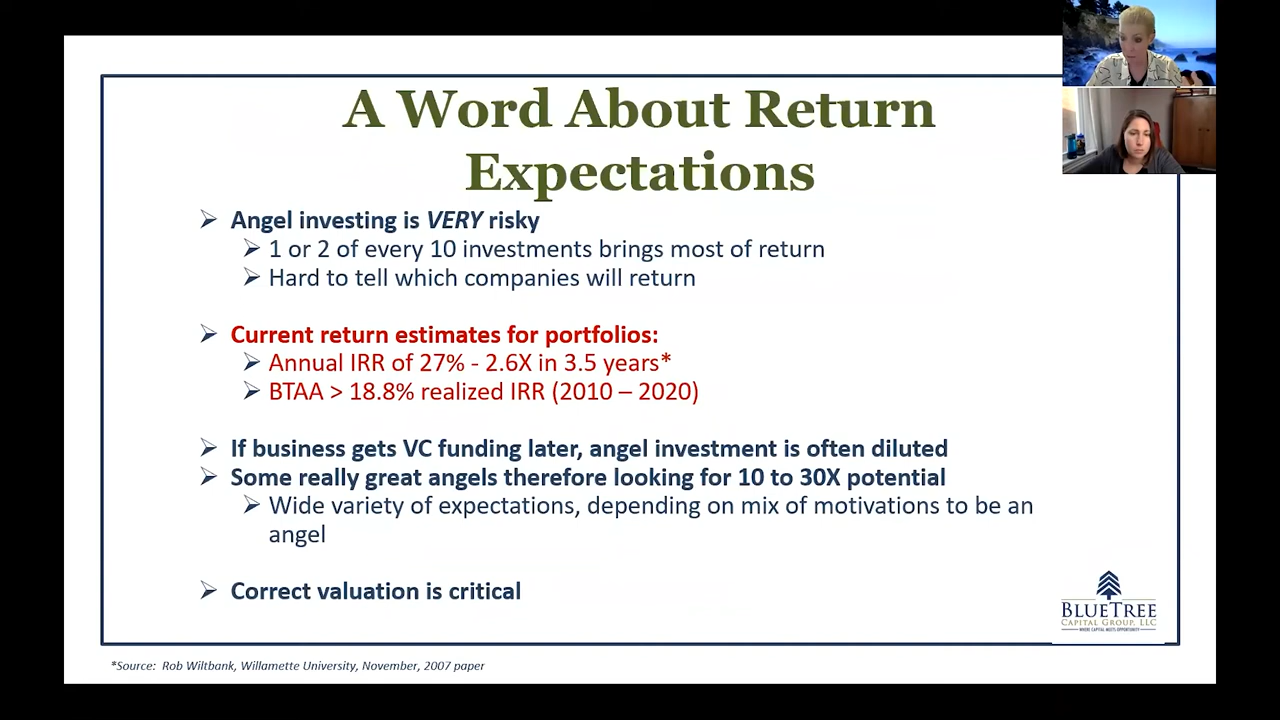 A Word About Return
Expectations
➢ Angel investing is VERY risky
➢ 1 or 2 of every 10 investments brings most of return
➢ Hard to tell which companies will return
➢ Current return estimates for portfolios:
➢ Annual IRR of 27% - 2.6X in 3.5 years*
➢ BTAA > 18.8% realized IRR (2010 – 2020)
➢ If business gets VC funding later, angel investment is often diluted
➢ Some really great angels therefore looking for 10 to 30X potential
➢ Wide variety of expectations, depending on mix of motivations to be an
angel
➢ Correct valuation is critical
BLUETREE
CAPITAL GROUP, LLC
WHERE CAPITAL MEETS OPPORTUNITY
*Source: Rob Wiltbank, Willamette University, November, 2007 paper